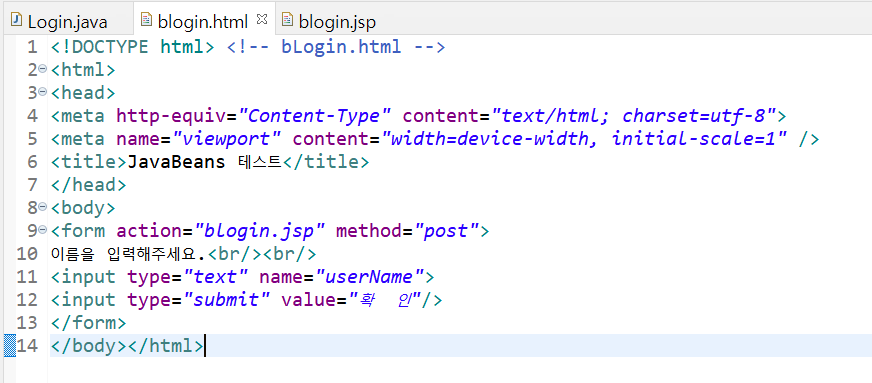 Login.java blogin.html blogin.jsp
1 <!DOCTYPE html> <!-- bLogin.html -->
2 <html>
3 <head>
4 <meta http-equiv="Content-Type" content="text/html; charset=utf-8">
5 <meta name="viewport" content="width=device-width, initial-scale=1" />
6 <title>JavaBeans 테스트</title>
7 </head>
8 <body>
9 <form action="blogin.jsp" method="post">
10 이름을 입력해주세요.<br/><br/>
11 <input type="text" name="userName">
12 <input type="submit" value="확  인"/>
13 </form>
14 </body></html>